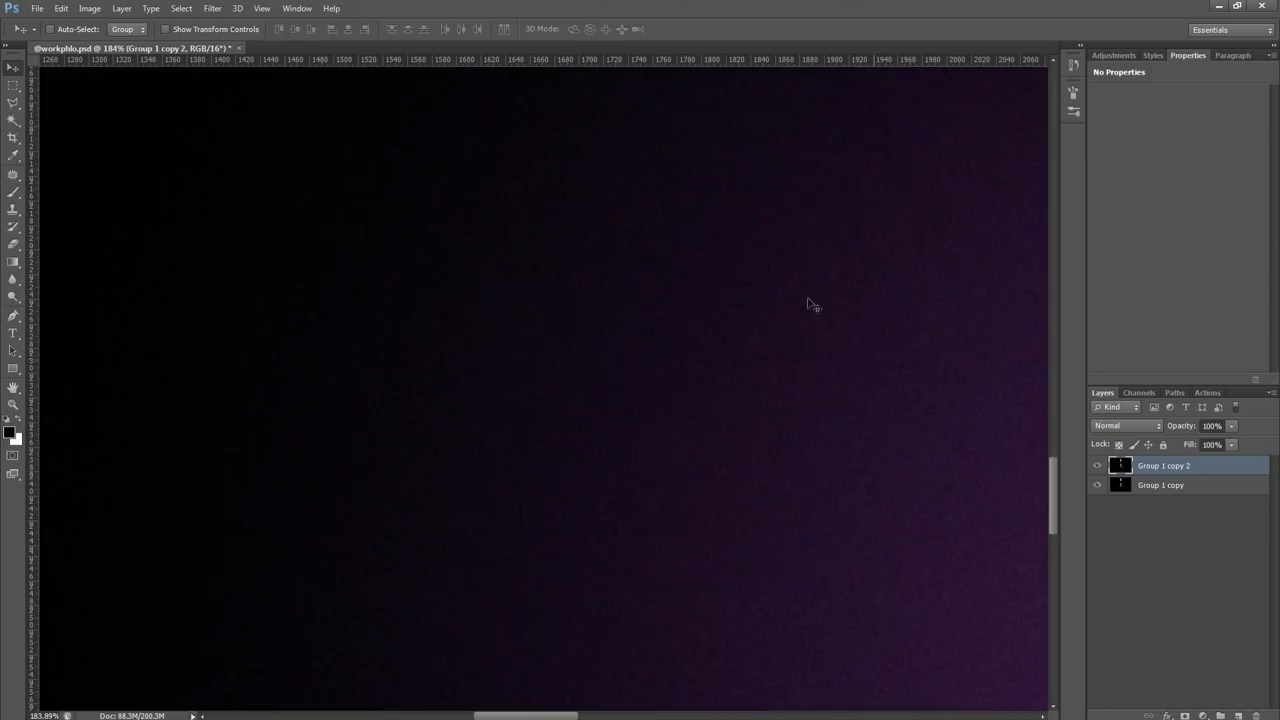 Ps File Edit Image Layer Type Select Filter 3D View Window Help
Auto-Select: Group Show Transform Controls 3D Mode: Essentials
@workphlo.psd @ 184% (Group 1 copy 2, RGB/16*) * ×
1260 1280 1300 1320 1340 1360 1380 1400 1420 1440 1460 1480 1500 1520 1540 1560 1580 1600 1620 1640 1660 1680 1700 1720 1740 1760 1780 1800 1820 1840 1860 1880 1900 1920 1940 1960 1980 2000 2020 2040 2060
Adjustments Styles Properties Paragraph
No Properties
Layers Channels Paths Actions
Kind
Normal Opacity: 100%
Lock: Fill: 100%
Group 1 copy 2
Group 1 copy
183.89% Doc: 88.3M/200.3M